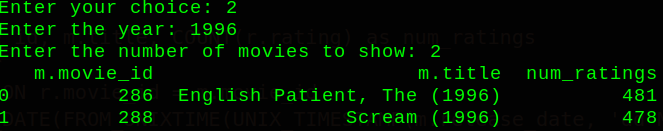 Enter your choice: 2
Enter the year: 1996
Enter the number of movies to show: 2
m.movie_id m.title num_ratings
0 286 English Patient, The (1996) 481
1 288 Scream (1996) 478